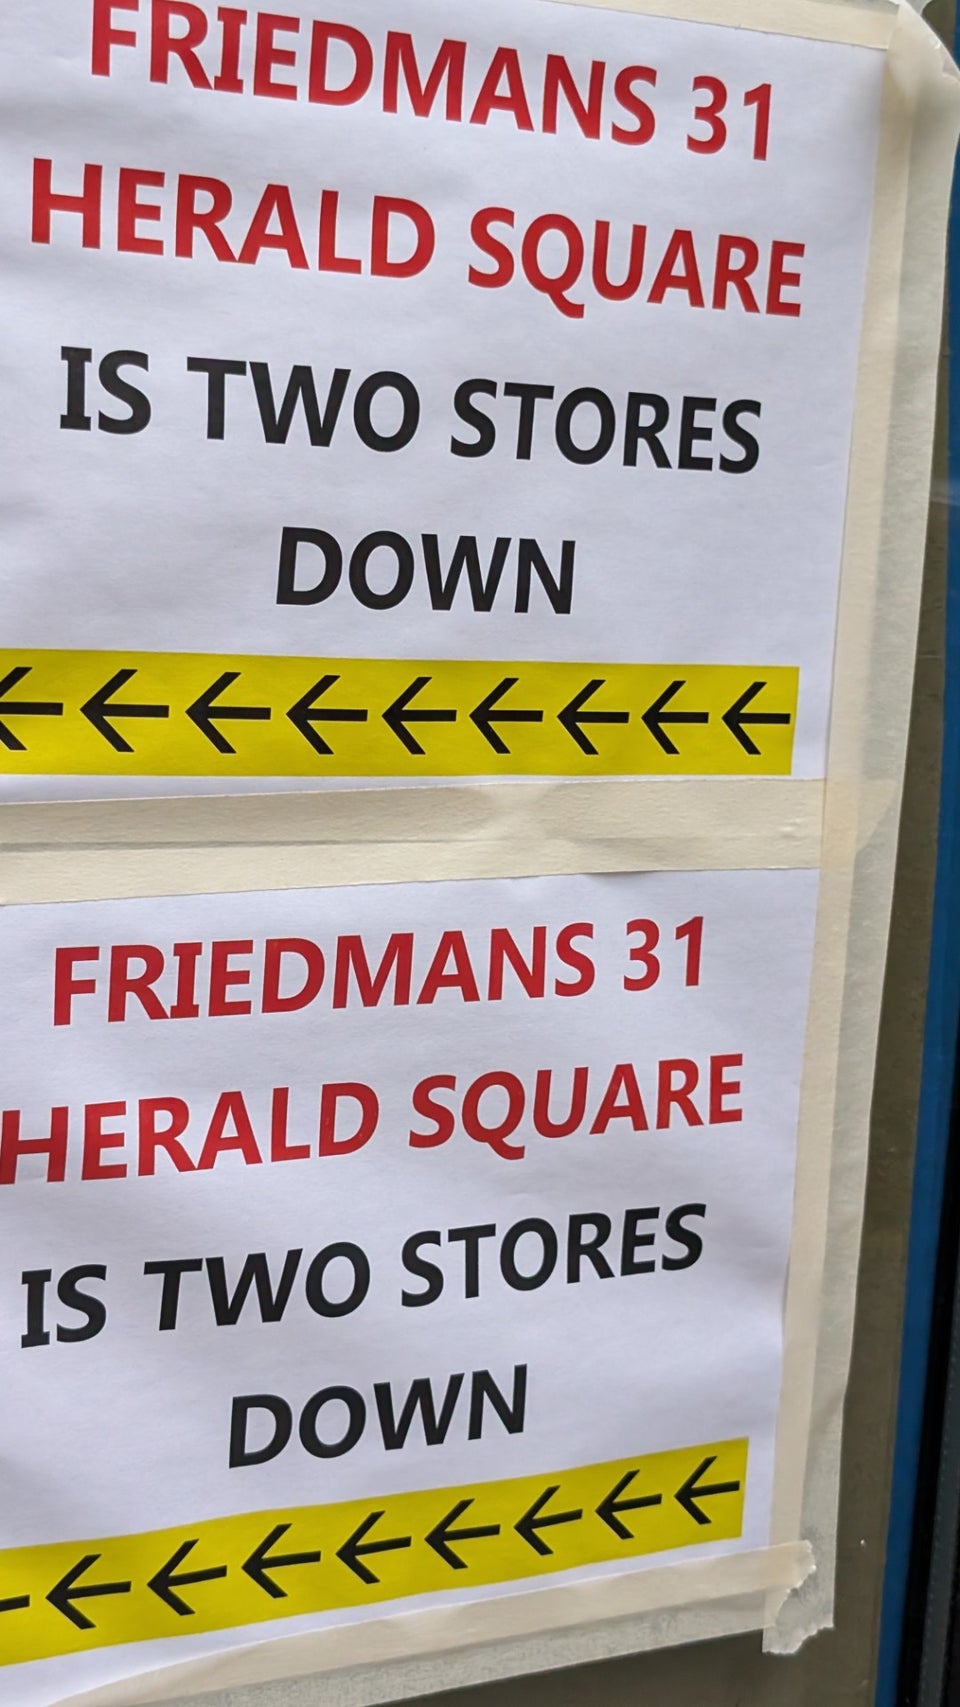 FRIEDMANS 31
HERALD SQUARE
IS TWO STORES
DOWN
←←←←←←←←←
FRIEDMANS 31
HERALD SQUARE
IS TWO STORES
DOWN
←←←←←←←←←